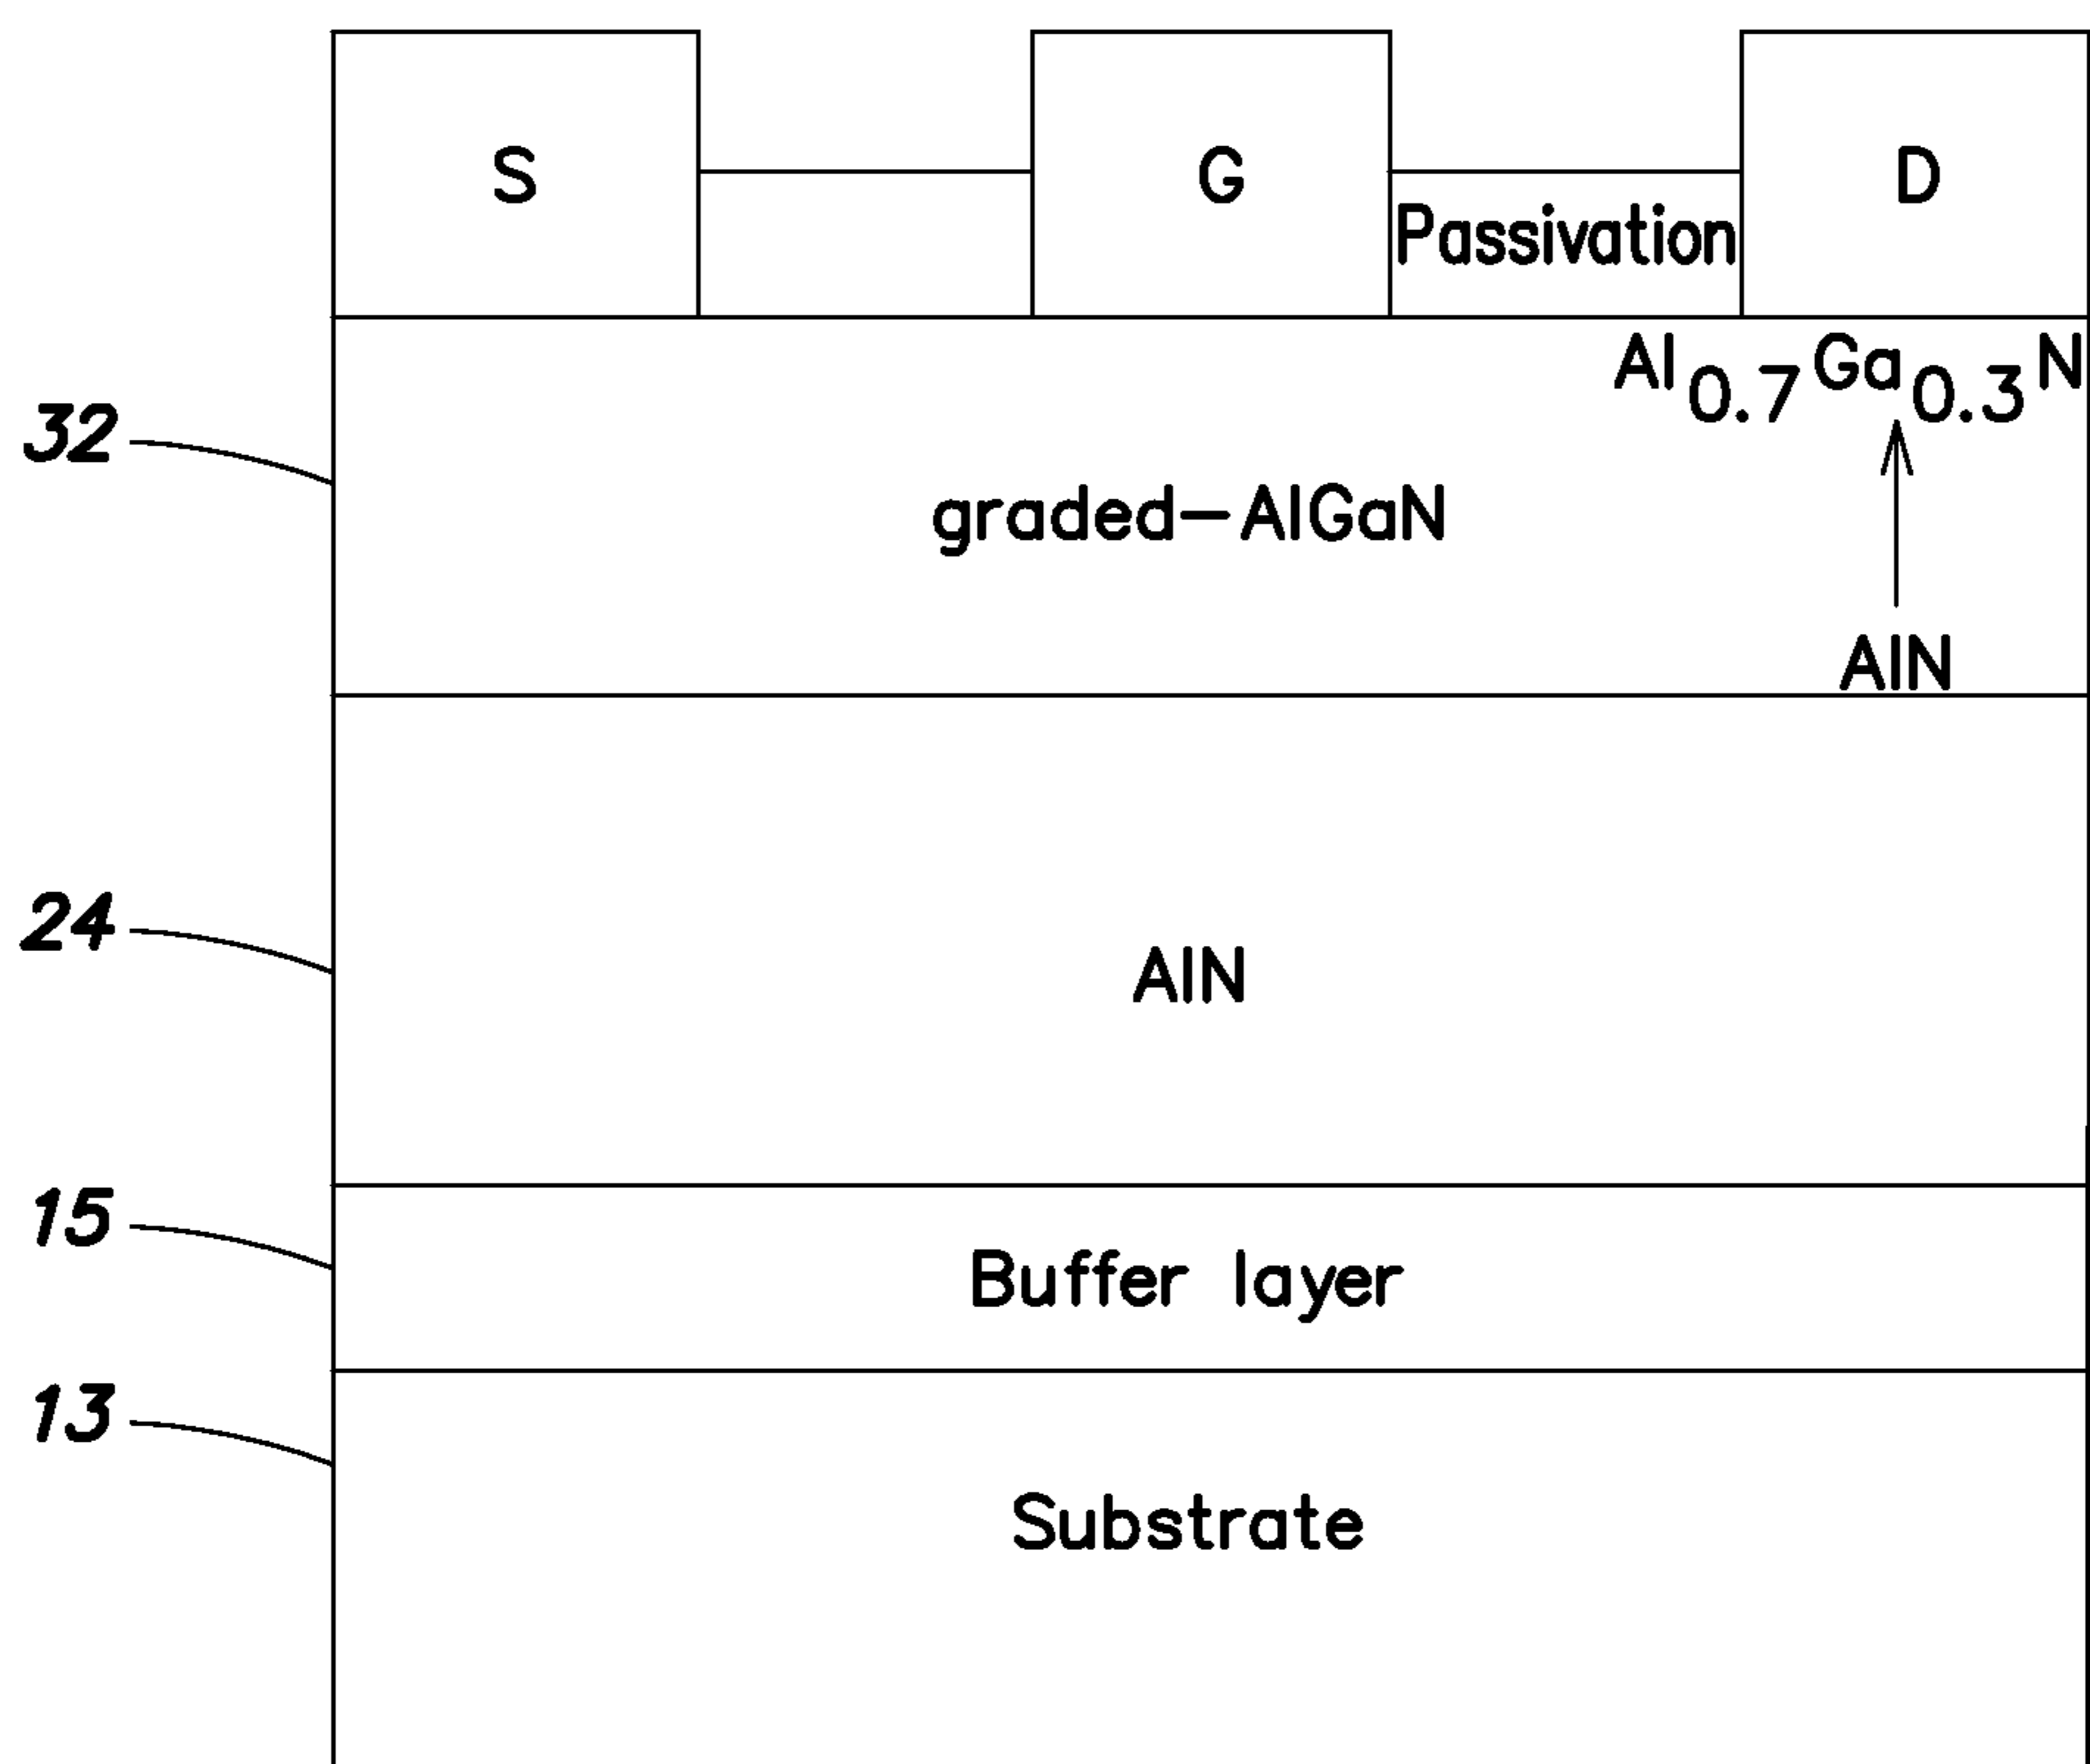 S G D
Passivation
Al0.7Ga0.3N
32
graded-AlGaN
AlN
24
AlN
15
Buffer layer
13
Substrate